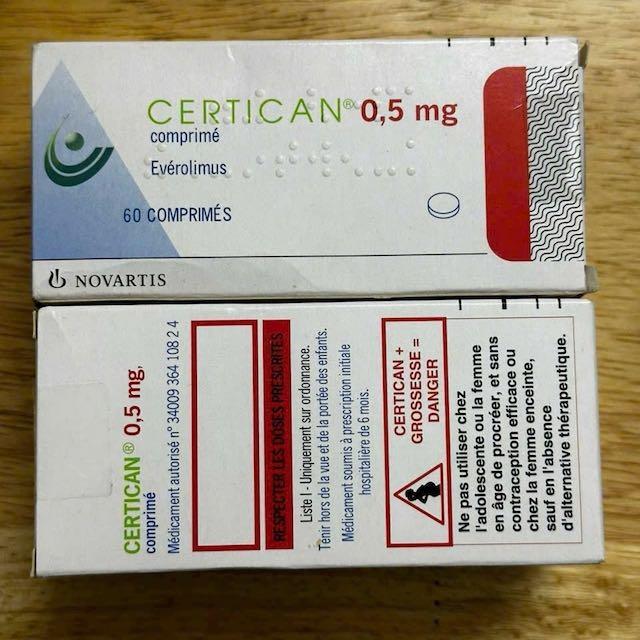 CERTICAN® 0,5 mg
comprimé
Evérolimus
60 COMPRIMÉS
NOVARTIS
CERTICAN® 0,5 mg,
comprimé
Médicament autorisé n° 34009 364 108 2 4
RESPECTER LES DOSES PRESCRITES
Liste I - Uniquement sur ordonnance.
Tenir hors de la vue et de la portée des enfants.
Médicament soumis à prescription initiale
hospitalière de 6 mois.
CERTICAN +
GROSSESSE =
DANGER
Ne pas utiliser chez
l'adolescente ou la femme
en âge de procréer, et sans
contraception efficace ou
chez la femme enceinte,
sauf en l'absence
d'alternative thérapeutique.